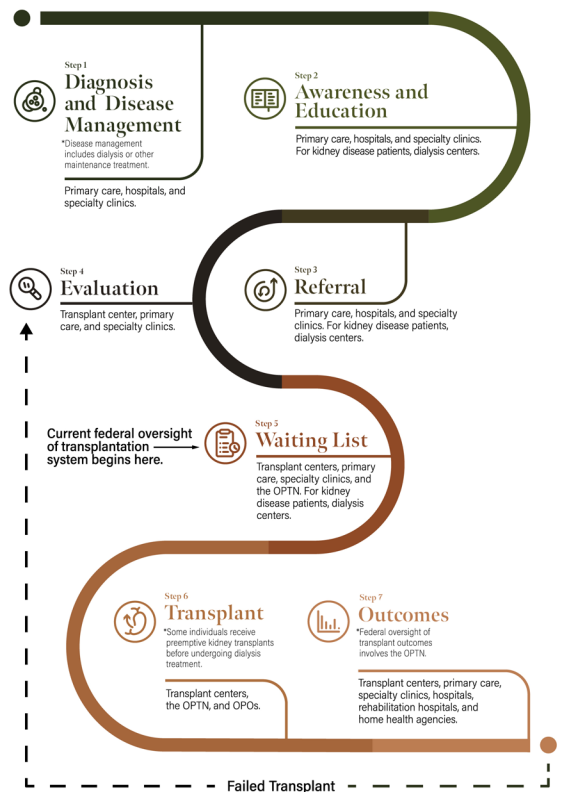 Step 1
Diagnosis
and Disease
Management
*Disease management
includes dialysis or other
maintenance treatment.
Primary care, hospitals, and
specialty clinics.
Step 2
Awareness and
Education
Primary care, hospitals, and specialty clinics.
For kidney disease patients, dialysis centers.
Step 3
Referral
Primary care, hospitals, and specialty
clinics. For kidney disease patients,
dialysis centers.
Step 4
Evaluation
Transplant center, primary
care, and specialty clinics.
Current federal oversight
of transplantation
system begins here.
Step 5
Waiting List
Transplant centers, primary
care, specialty clinics, and
the OPTN. For kidney
disease patients, dialysis
centers.
Step 6
Transplant
*Some individuals receive
preemptive kidney transplants
before undergoing dialysis
treatment.
Transplant centers,
the OPTN, and OPOs.
Step 7
Outcomes
*Federal oversight of
transplant outcomes
involves the OPTN.
Transplant centers, primary care,
specialty clinics, hospitals,
rehabilitation hospitals, and
home health agencies.
Failed Transplant